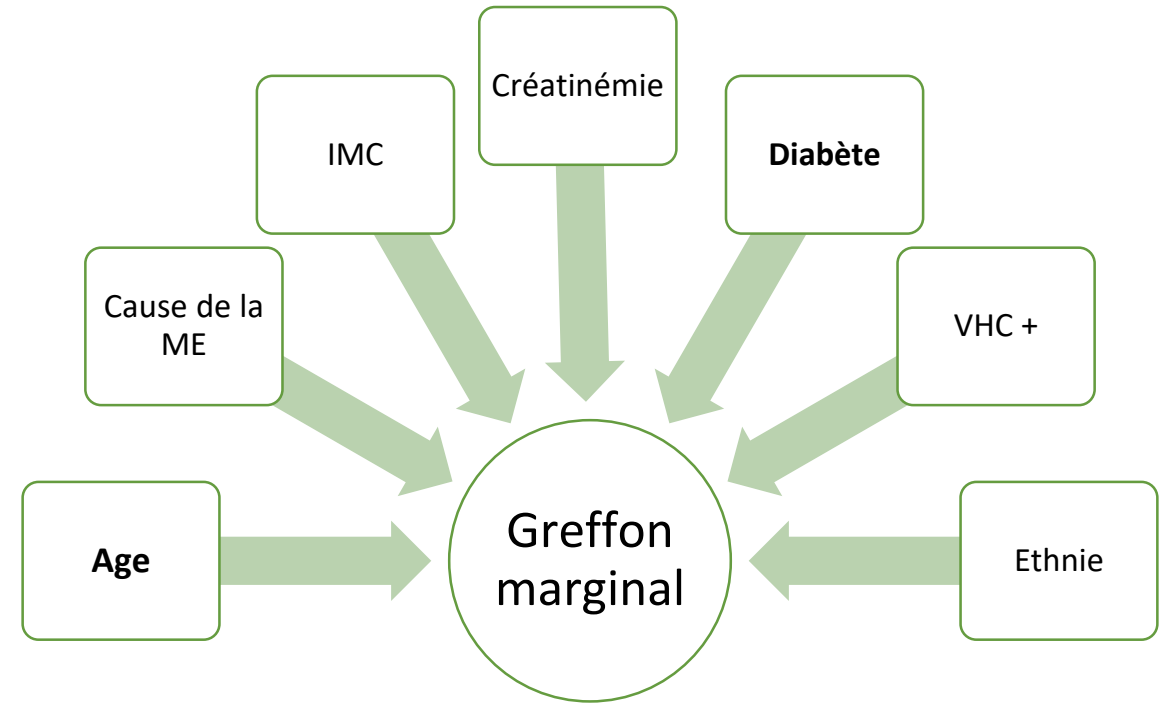 Créatinémie
IMC
Diabète
Cause de la
ME
VHC +
Greffon
marginal
Age
Ethnie